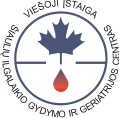 VIEŠOJI ĮSTAIGA
ŠIAULIŲ ILGALAIKIO GYDYMO IR GERIATRIJOS CENTRAS